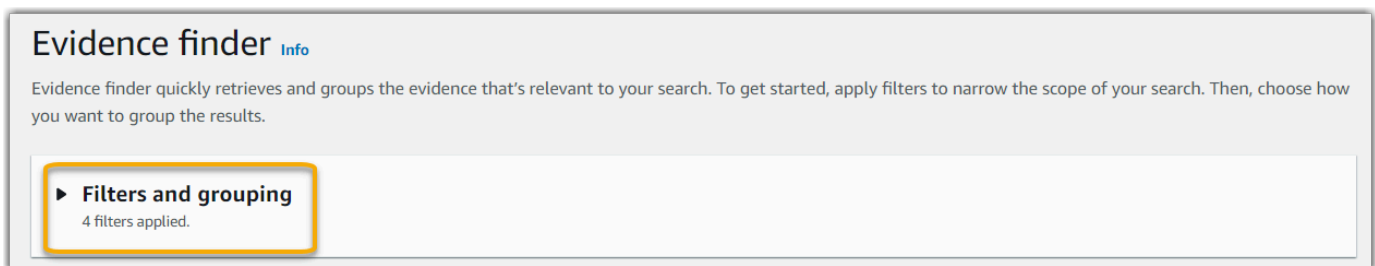 Evidence finder Info
Evidence finder quickly retrieves and groups the evidence that's relevant to your search. To get started, apply filters to narrow the scope of your search. Then, choose how
you want to group the results.
Filters and grouping
4 filters applied.